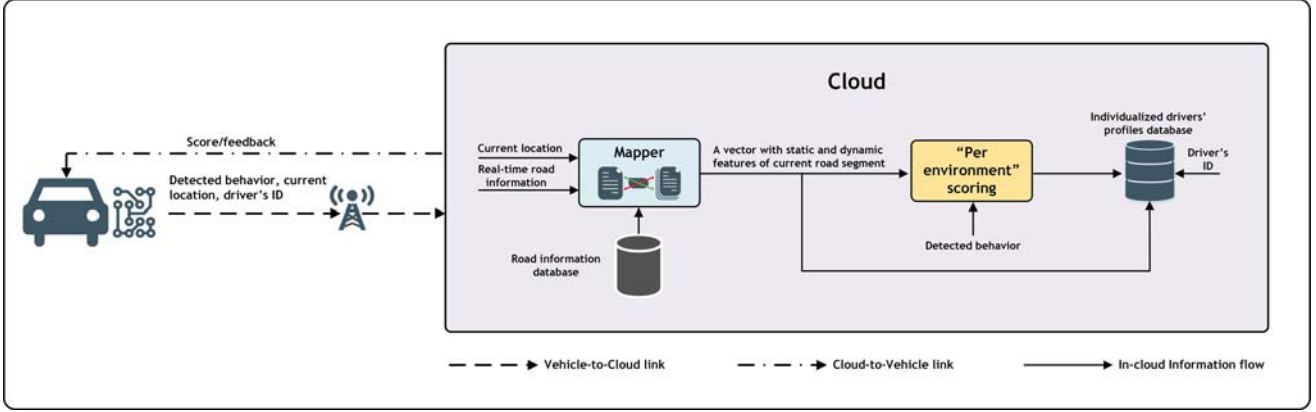 Cloud
Score/feedback
Detected behavior, current
location, driver's ID
Current location
Real-time road
information
Mapper
Road information
database
A vector with static and dynamic
features of current road segment
“Per
environment”
scoring
Detected behavior
Individualized drivers'
profiles database
Driver's
ID
Vehicle-to-Cloud link
Cloud-to-Vehicle link
In-cloud Information flow